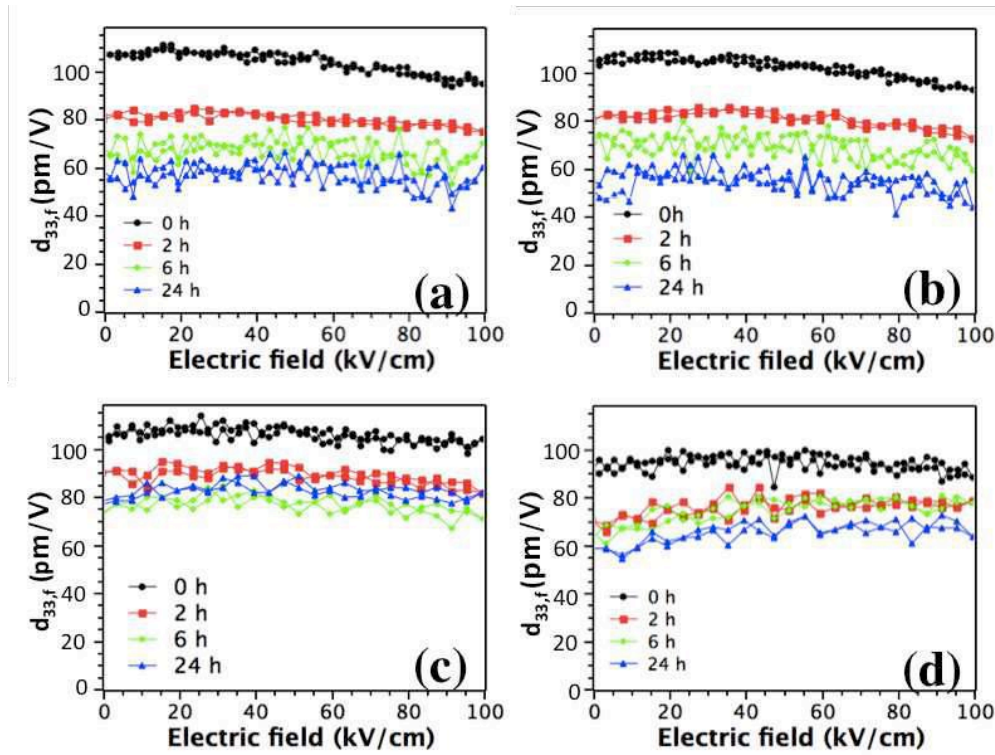 d33,f (pm/V)
100
80
60
40
20
0
0 h
2 h
6 h
24 h
(a)
0 20 40 60 80 100
Electric field (kV/cm)
d33,f (pm/V)
100
80
60
40
20
0
0h
2 h
6 h
24 h
(b)
0 20 40 60 80 100
Electric filed (kV/cm)
d33,f (pm/V)
100
80
60
40
20
0
0 h
2 h
6 h
24 h
(c)
0 20 40 60 80 100
Electric field (kV/cm)
d33,f (pm/V)
100
80
60
40
20
0
0 h
2 h
6 h
24 h
(d)
0 20 40 60 80 100
Electric field (kV/cm)